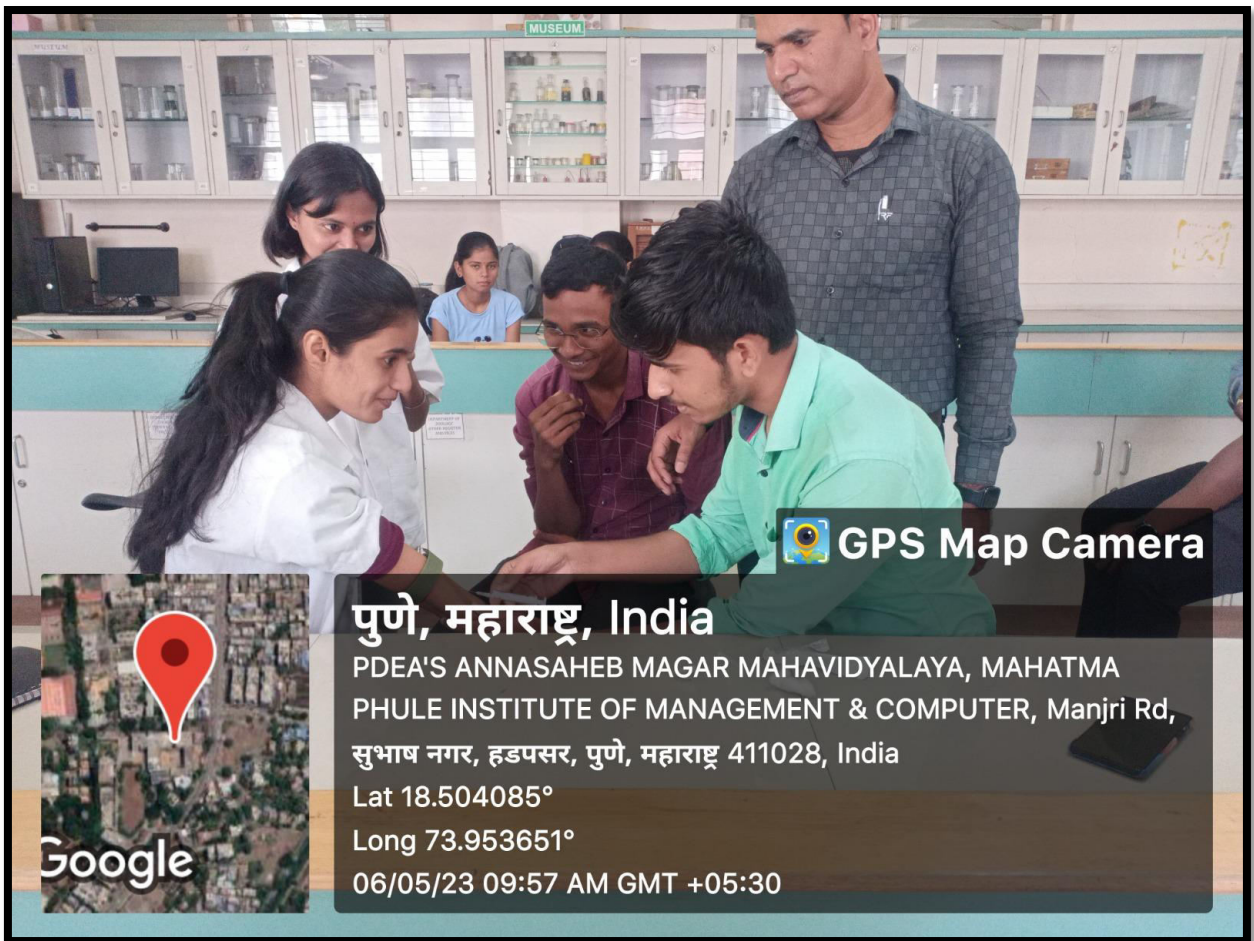 MUSEUM
GPS Map Camera
पुणे, महाराष्ट्र, India
PDEA'S ANNASAHEB MAGAR MAHAVIDYALAYA, MAHATMA
PHULE INSTITUTE OF MANAGEMENT & COMPUTER, Manjri Rd,
सुभाष नगर, हडपसर, पुणे, महाराष्ट्र 411028, India
Lat 18.504085°
Long 73.953651°
06/05/23 09:57 AM GMT +05:30
Google